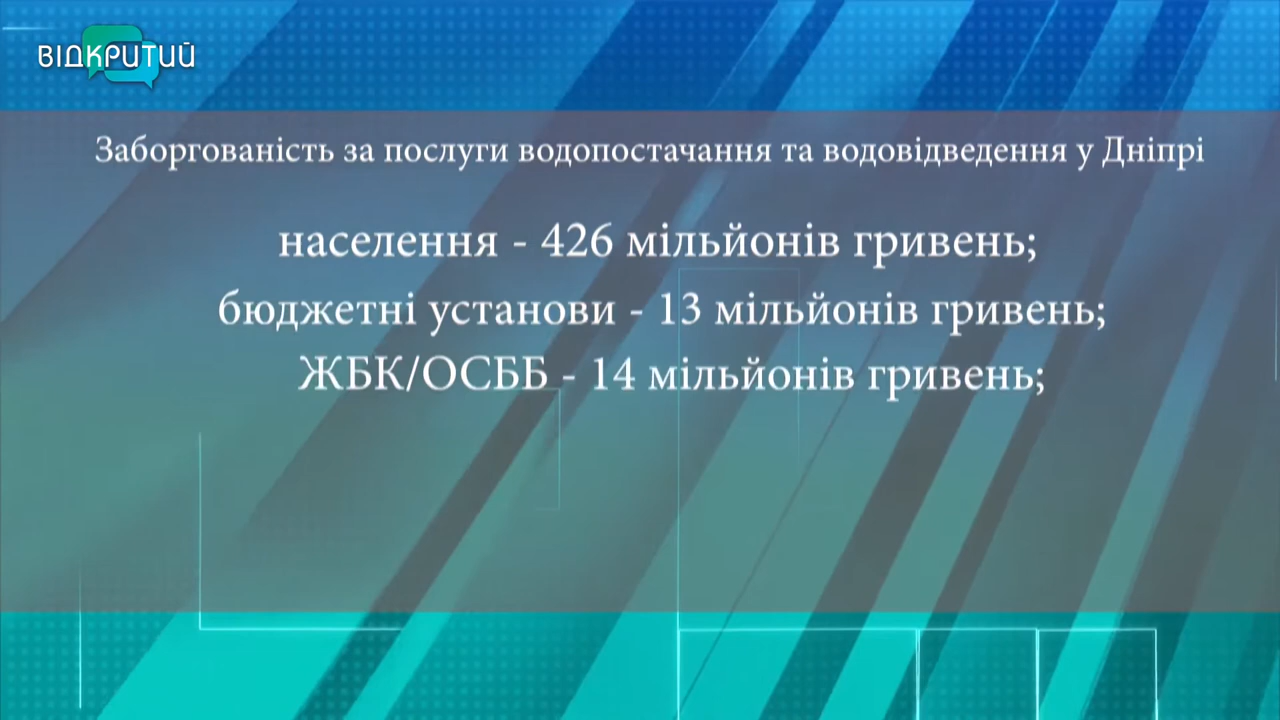 ВІДКРИТИЙ
Заборгованість за послуги водопостачання та водовідведення у Дніпрі
населення - 426 мільйонів гривень;
бюджетні установи - 13 мільйонів гривень;
ЖБК/ОСББ - 14 мільйонів гривень;